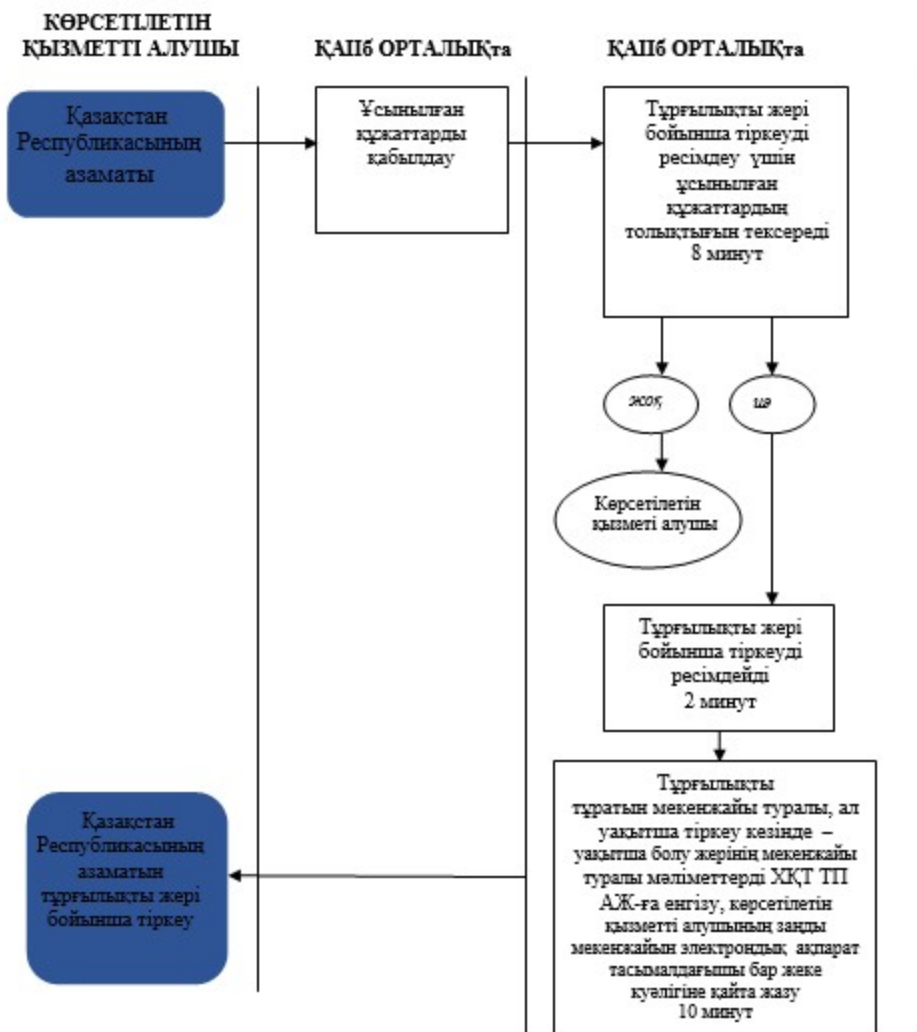 КӨРСЕТІЛЕТІН
ҚЫЗМЕТТІ АЛУШЫ
ҚАПб ОРТАЛЫҚта
ҚАПб ОРТАЛЫҚта
Қазақстан
Республикасының
азаматы
Ұсынылған
құжаттарды
қабылдау
Тұрғылықты жері
бойынша тіркеуді
ресімдеу үшін
ұсынылған
құжаттардың
толықтығын тексереді
8 минут
жоқ
иә
Көрсетілетін
қызметі алушы
Тұрғылықты жері
бойынша тіркеуді
ресімдейді
2 минут
Тұрғылықты
тұратын мекенжайы туралы, ал
уақытша тіркеу кезінде –
уақытша болу жерінің мекенжайы
туралы мәліметтерді ХҚТ ТП
АЖ-ға енгізу, көрсетілетін
қызметті алушының заңды
мекенжайын электрондық ақпарат
тасымалдағышы бар жеке
куәлігіне қайта жазу
10 минут
Қазақстан
Республикасының
азаматын
тұрғылықты жері
бойынша тіркеу